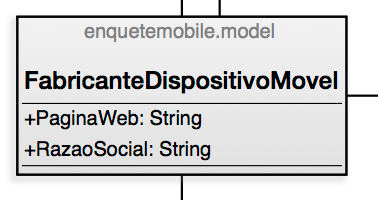 enquetemobile.model
FabricanteDispositivoMovel
+PaginaWeb: String
+RazaoSocial: String